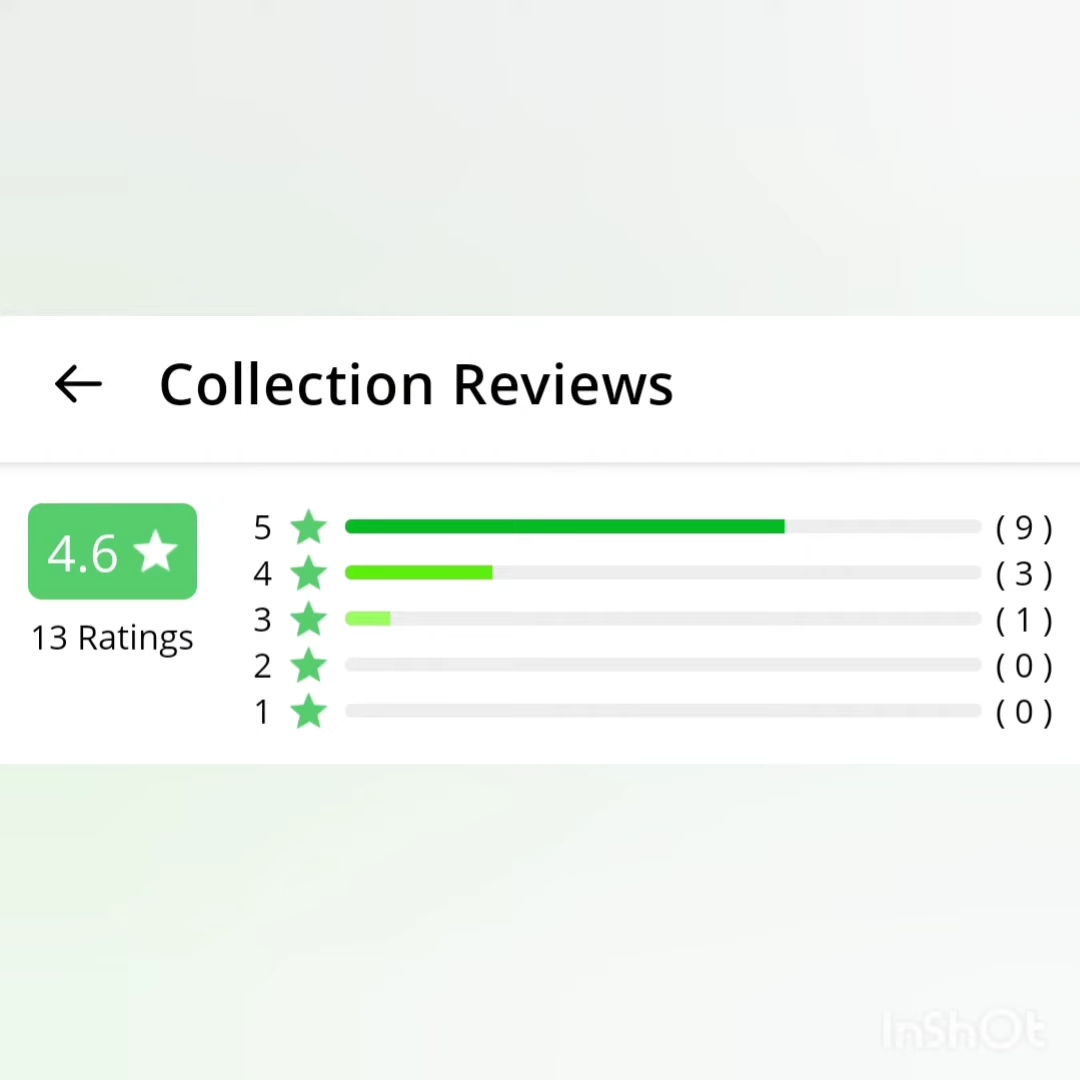 Collection Reviews
4.6
13 Ratings
5 (9)
4 (3)
3 (1)
2 (0)
1 (0)
InShOt